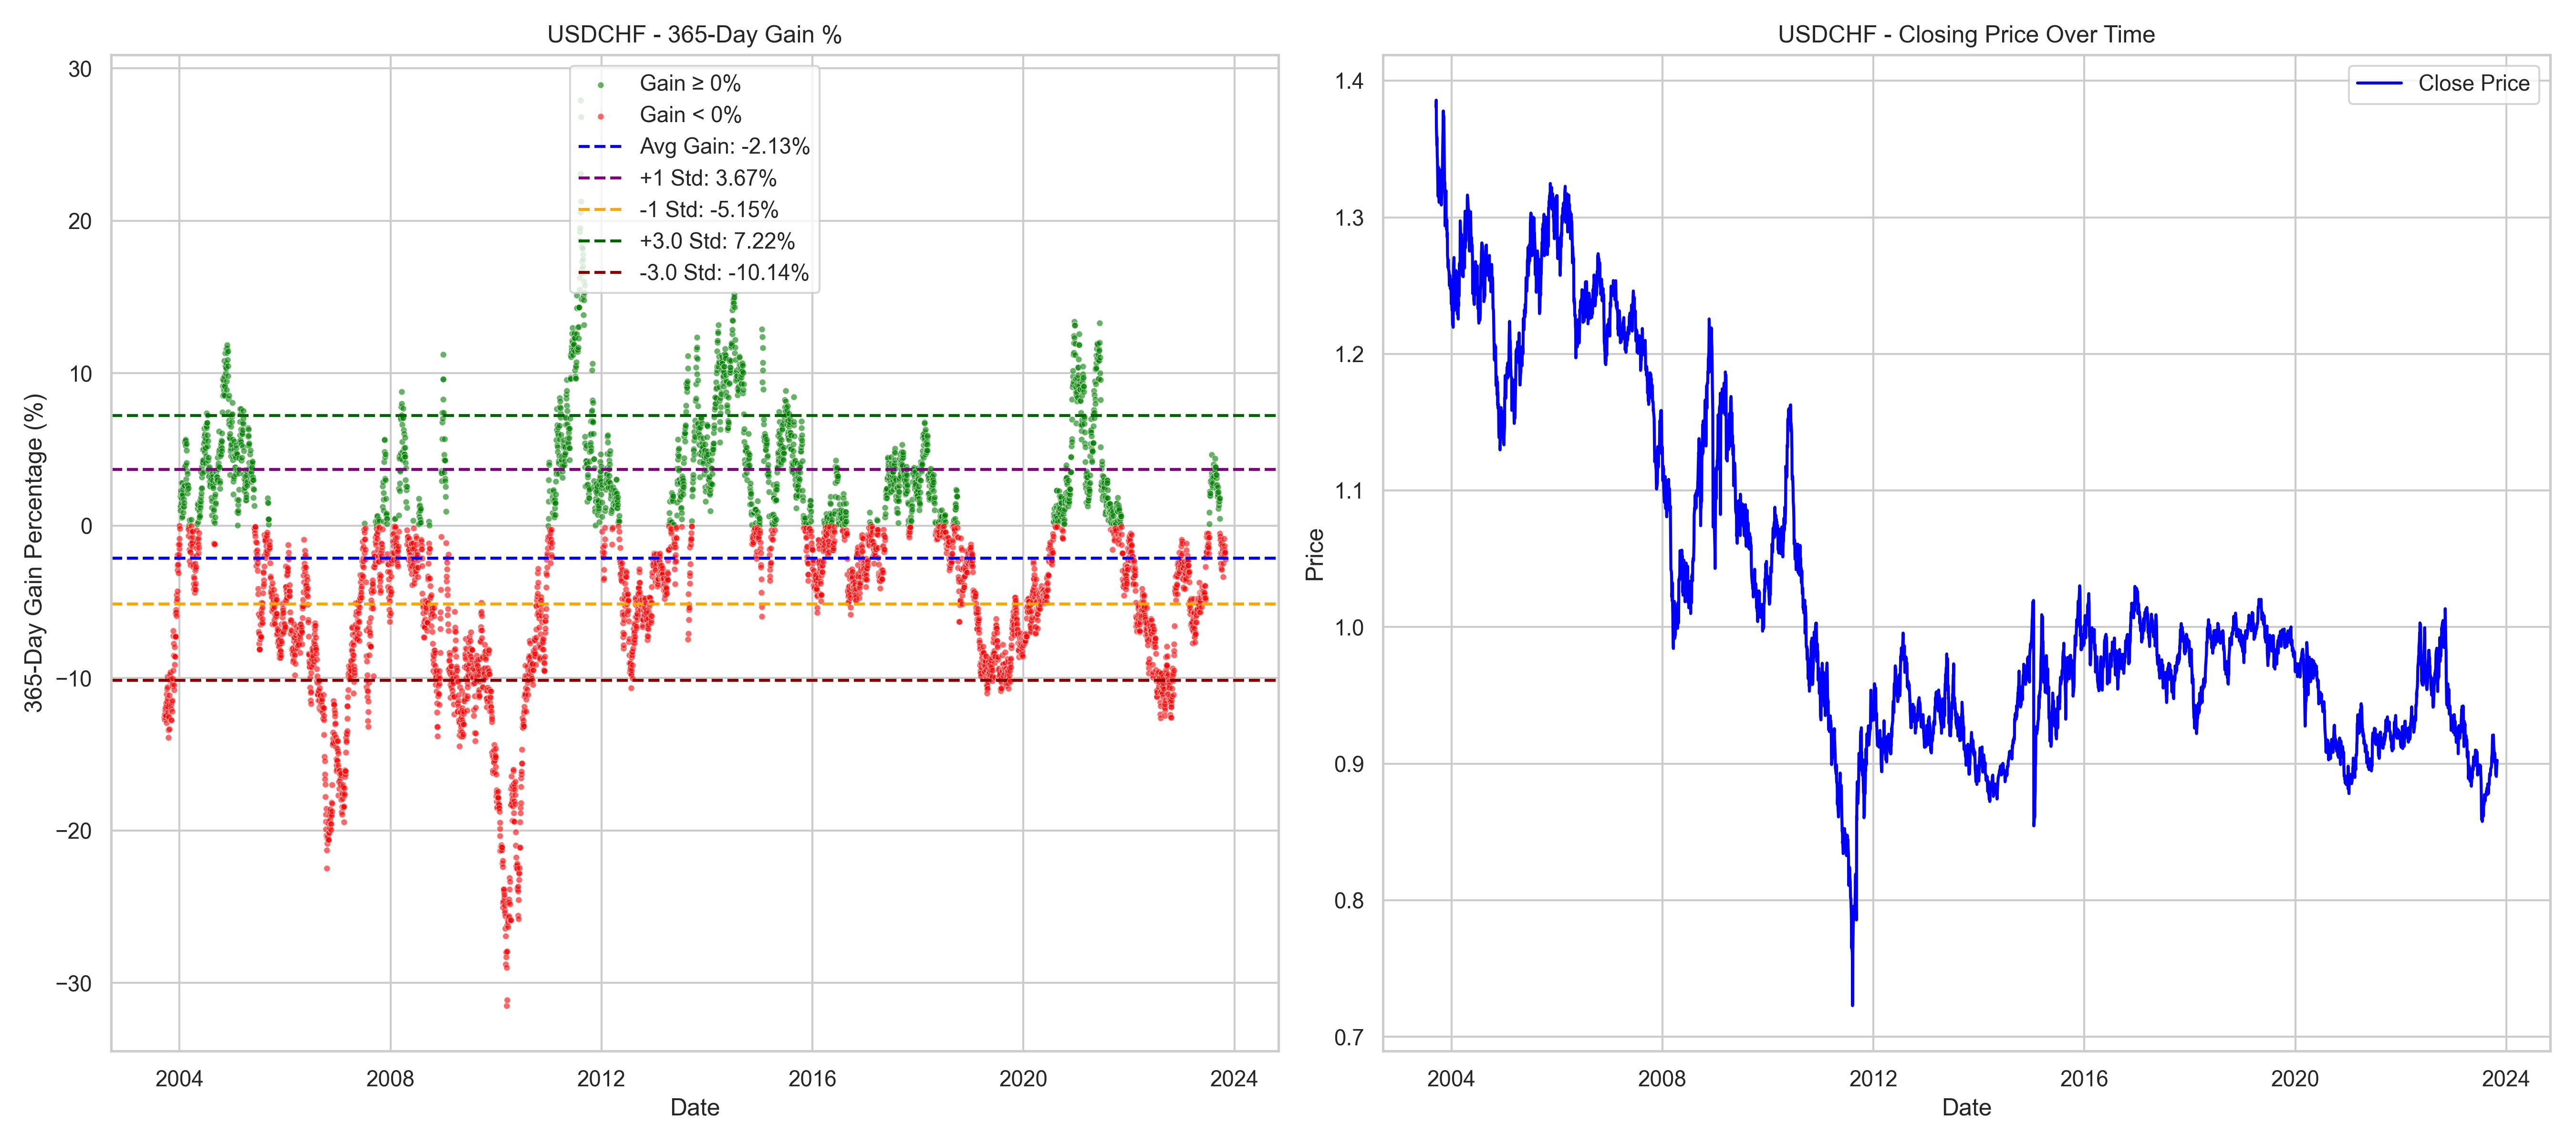 USDCHF - 365-Day Gain %
30
20
10
0
−10
−20
−30
365-Day Gain Percentage (%)
Gain ≥ 0%
Gain < 0%
Avg Gain: -2.13%
+1 Std: 3.67%
-1 Std: -5.15%
+3.0 Std: 7.22%
-3.0 Std: -10.14%
2004 2008 2012 2016 2020 2024
Date
USDCHF - Closing Price Over Time
1.4
1.3
1.2
1.1
1.0
0.9
0.8
0.7
Price
Close Price
2004 2008 2012 2016 2020 2024
Date